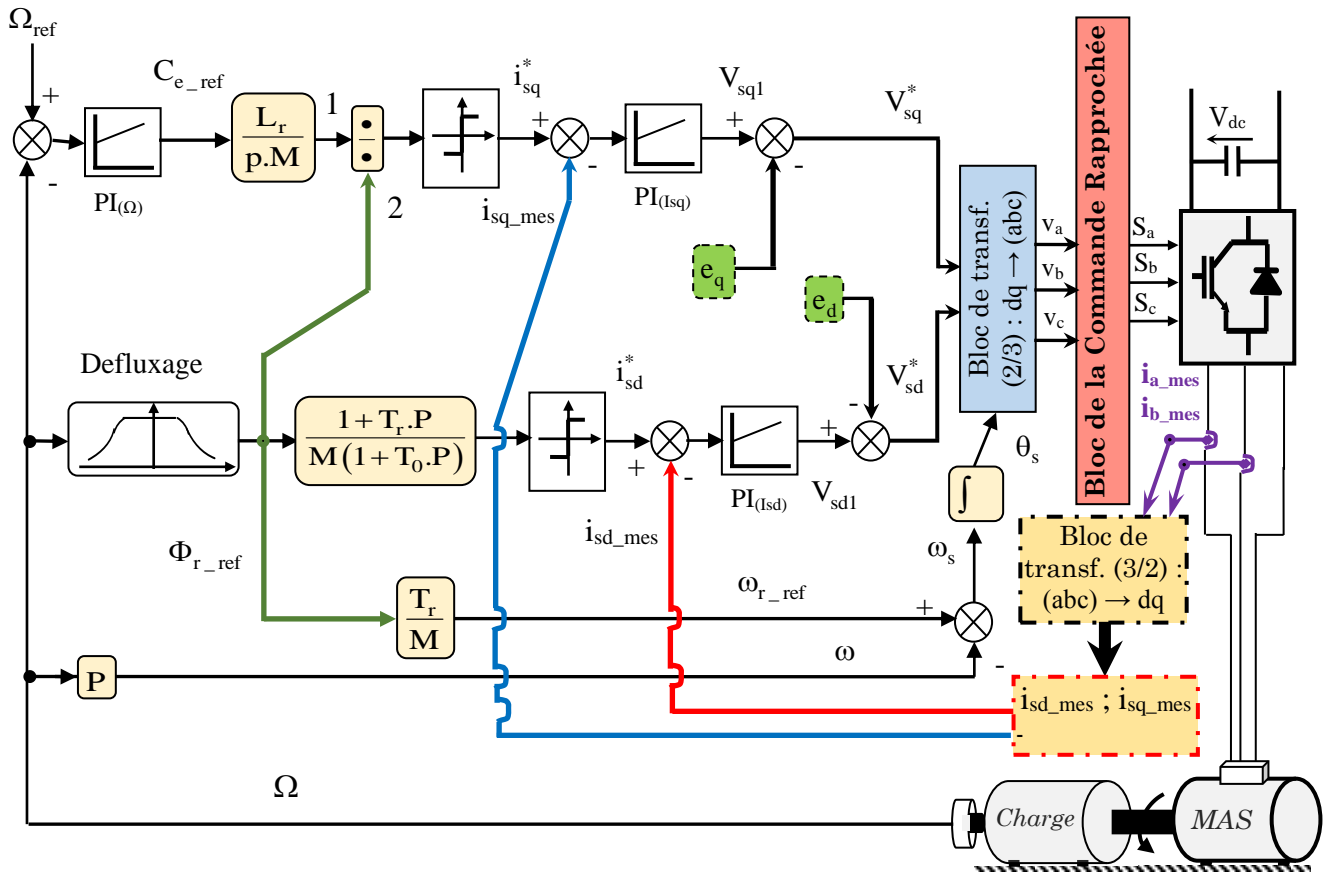 Ω_ref
C_e_ref
i*_sq
V_sq1
V*_sq
V_dc
+
L_r
p.M
1
÷
+
+
-
-
-
PI(Ω)
2
i_sq_mes
PI(Isq)
e_q
e_d
Bloc de transf.
(2/3) : dq → (abc)
v_a
v_b
v_c
Bloc de la Commande Rapprochée
S_a
S_b
S_c
Defluxage
i*_sd
V*_sd
i_a_mes
i_b_mes
1 + T_r.P
M(1 + T_0.P)
+
-
PI(Isd)
+
-
V_sd1
θ_s
∫
i_sd_mes
Φ_r_ref
ω_s
Bloc de
transf. (3/2) :
(abc) → dq
T_r
M
ω_r_ref
+
ω
-
P
i_sd_mes ; i_sq_mes
-
Ω
Charge
MAS